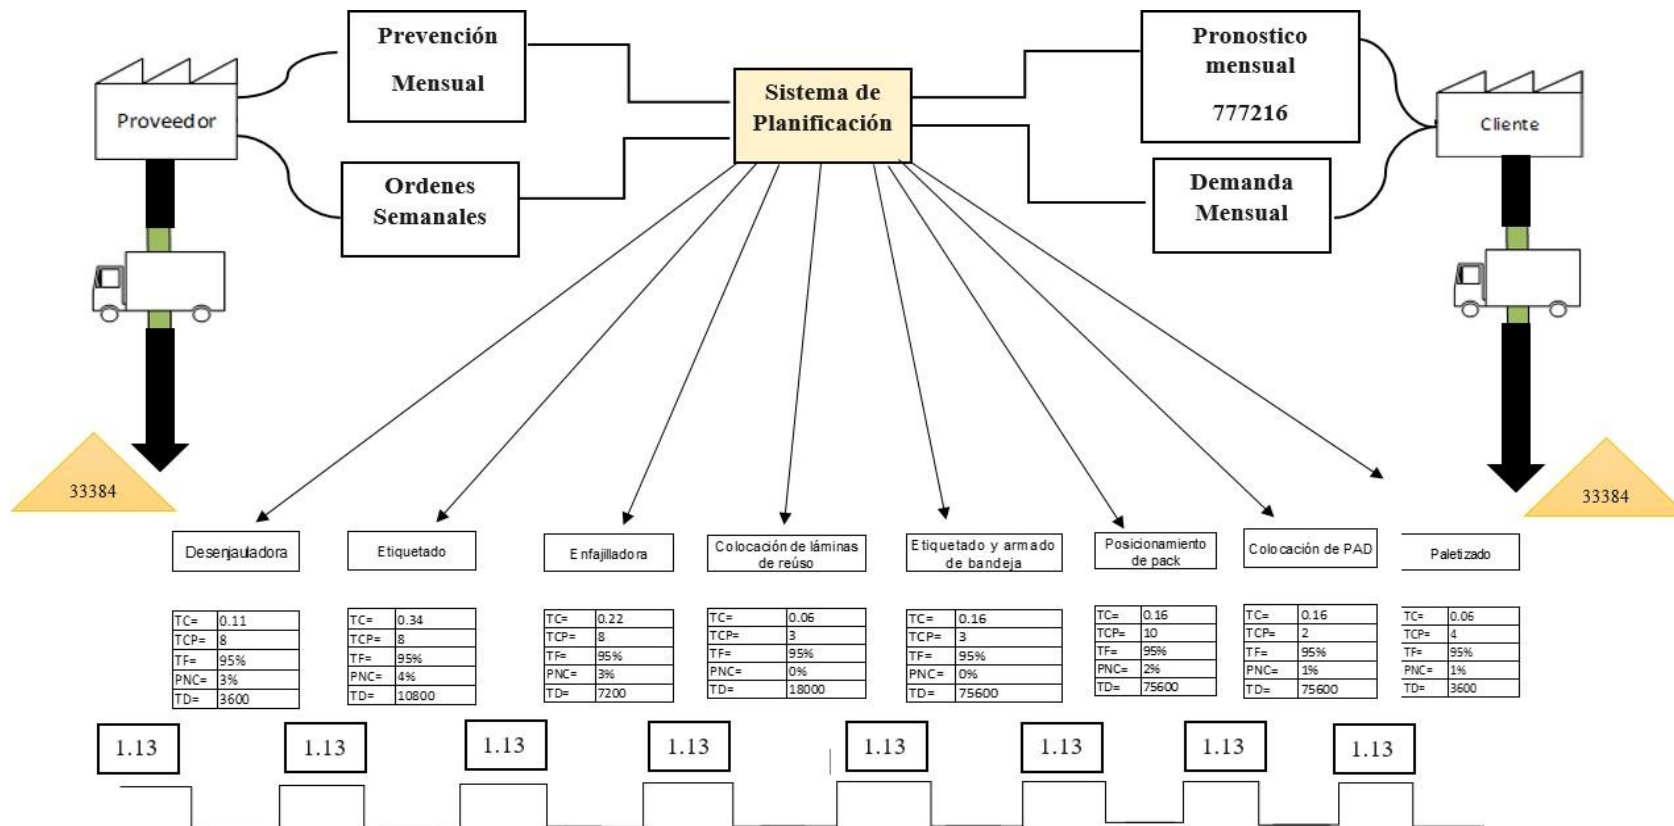 Prevención
Mensual
Pronostico
mensual
777216
Sistema de
Planificación
Proveedor
Cliente
Ordenes
Semanales
Demanda
Mensual
33384
33384
Desenjauladora
Etiquetado
Enfajilladora
Colocación de láminas
de reúso
Etiquetado y armado
de bandeja
Posicionamiento
de pack
Colocación de PAD
Paletizado
TC= 0.11
TCP= 8
TF= 95%
PNC= 3%
TD= 3600
TC= 0.34
TCP= 8
TF= 95%
PNC= 4%
TD= 10800
TC= 0.22
TCP= 8
TF= 95%
PNC= 3%
TD= 7200
TC= 0.06
TCP= 3
TF= 95%
PNC= 0%
TD= 18000
TC= 0.16
TCP= 3
TF= 95%
PNC= 0%
TD= 75600
TC= 0.16
TCP= 10
TF= 95%
PNC= 2%
TD= 75600
TC= 0.16
TCP= 2
TF= 95%
PNC= 1%
TD= 75600
TC= 0.06
TCP= 4
TF= 95%
PNC= 1%
TD= 3600
1.13
1.13
1.13
1.13
1.13
1.13
1.13
1.13